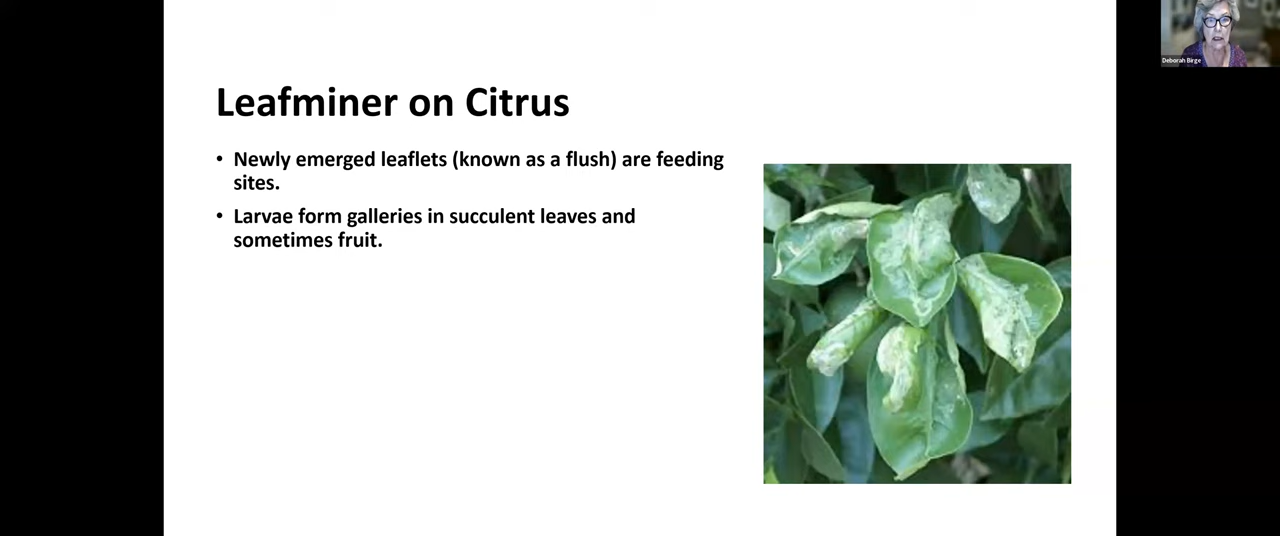 Deborah Birge
Leafminer on Citrus
• Newly emerged leaflets (known as a flush) are feeding
sites.
• Larvae form galleries in succulent leaves and
sometimes fruit.